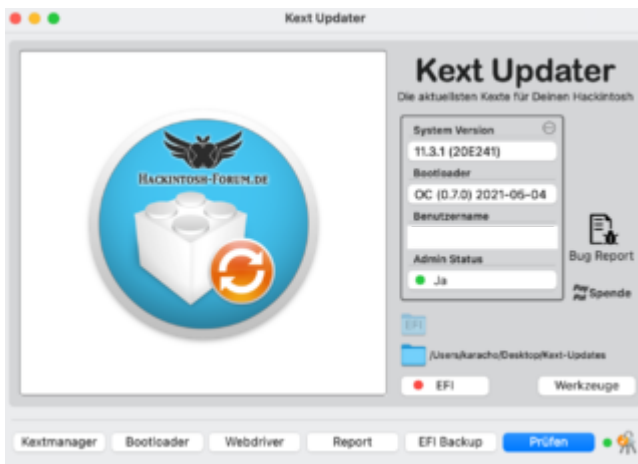 Kext Updater
Kext Updater
Die aktuellsten Kexte für Deinen Hackintosh
System Version
11.3.1 (20E241)
Bootloader
OC (0.7.0) 2021-05-04
Benutzername
Admin Status
Ja
Bug Report
PayPal Spende
HACKINTOSH-FORUM.DE
EFI
/Users/karacho/Desktop/Kext-Updates
EFI
Werkzeuge
Kextmanager
Bootloader
Webdriver
Report
EFI Backup
Prüfen